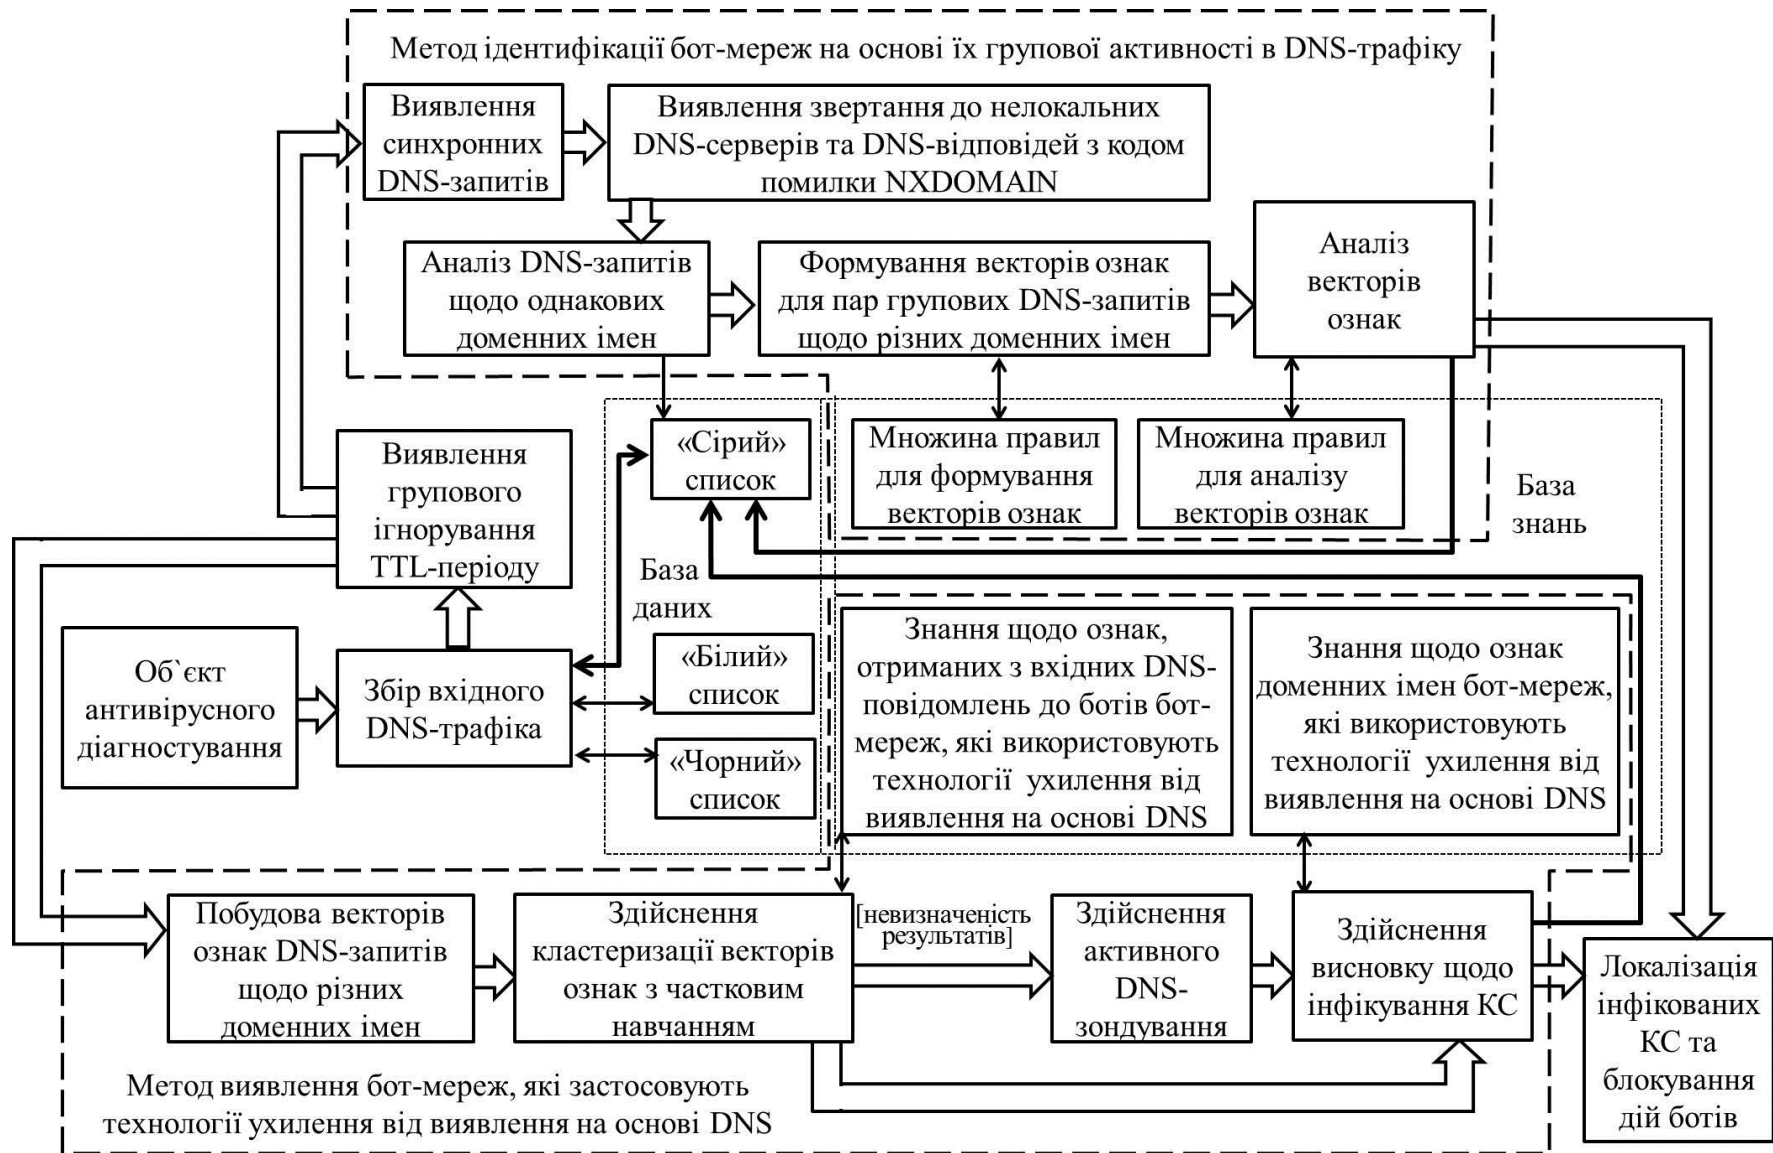 Метод ідентифікації бот-мереж на основі їх групової активності в DNS-трафіку
Виявлення
синхронних
DNS-запитів
Виявлення звертання до нелокальних
DNS-серверів та DNS-відповідей з кодом
помилки NXDOMAIN
Аналіз DNS-запитів
щодо однакових
доменних імен
Формування векторів ознак
для пар групових DNS-запитів
щодо різних доменних імен
Аналіз
векторів
ознак
Виявлення
групового
ігнорування
TTL-періоду
«Сірий»
список
Множина правил
для формування
векторів ознак
Множина правил
для аналізу
векторів ознак
База
знань
База
даних
Об`єкт
антивірусного
діагностування
Збір вхідного
DNS-трафіка
«Білий»
список
«Чорний»
список
Знання щодо ознак,
отриманих з вхідних DNS-
повідомлень до ботів бот-
мереж, які використовують
технології ухилення від
виявлення на основі DNS
Знання щодо ознак
доменних імен бот-мереж,
які використовують
технології ухилення від
виявлення на основі DNS
Побудова векторів
ознак DNS-запитів
щодо різних
доменних імен
Здійснення
кластеризації векторів
ознак з частковим
навчанням
[невизначеність
результатів]
Здійснення
активного
DNS-
зондування
Здійснення
висновку щодо
інфікування КС
Локалізація
інфікованих
КС та
блокування
дій ботів
Метод виявлення бот-мереж, які застосовують
технології ухилення від виявлення на основі DNS